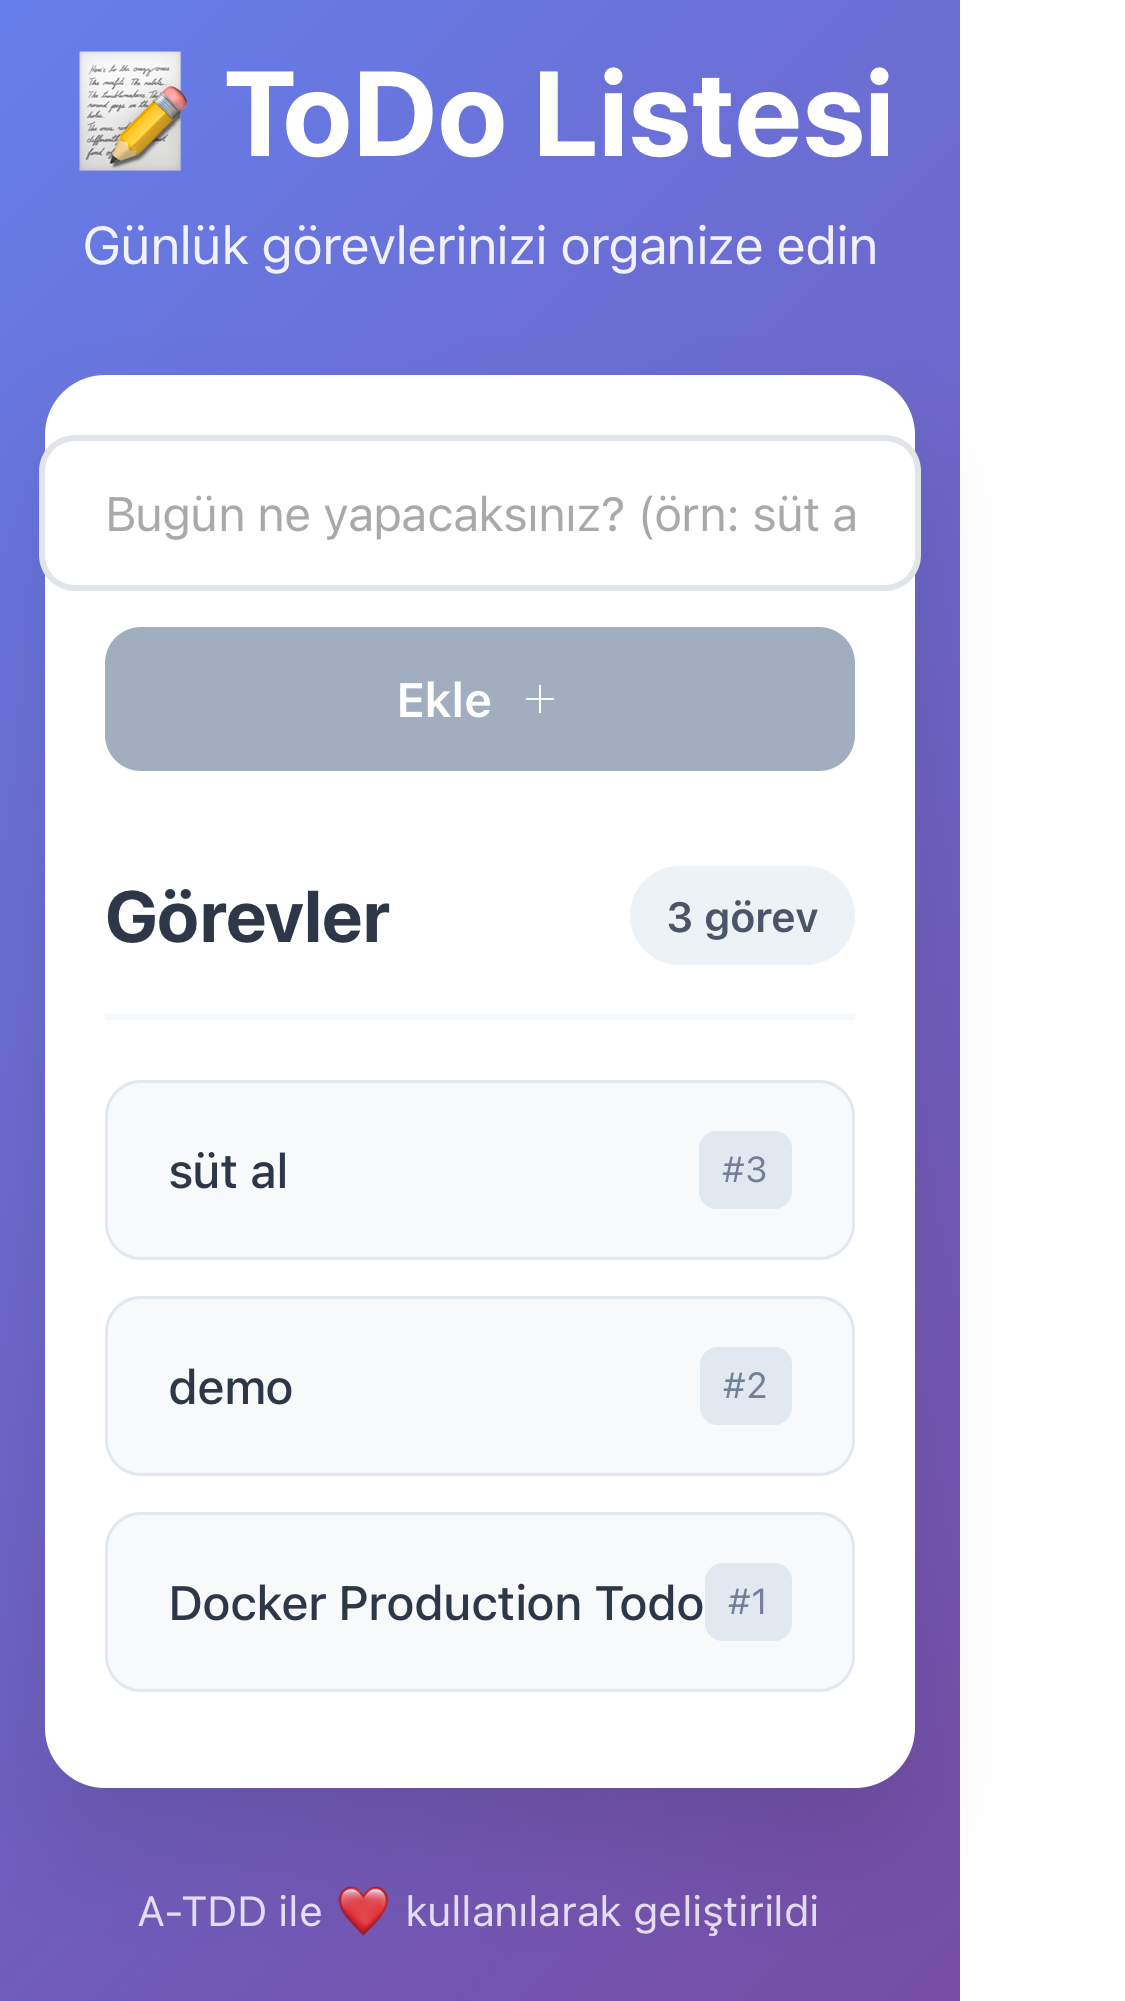 ToDo Listesi
Günlük görevlerinizi organize edin
Bugün ne yapacaksınız? (örn: süt a
Ekle +
Görevler
3 görev
süt al
#3
demo
#2
Docker Production Todo
#1
A-TDD ile ❤️ kullanılarak geliştirildi